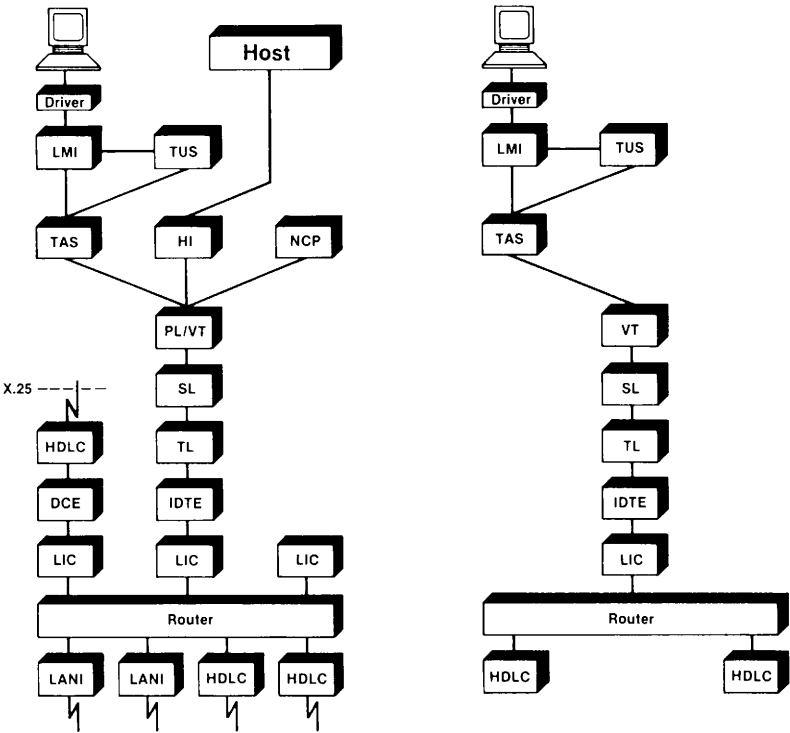 Host
Driver
LMI
TUS
TAS
HI
NCP
PL/VT
X.25
SL
HDLC
TL
DCE
IDTE
LIC
LIC
LIC
Router
LANI
LANI
HDLC
HDLC
Driver
LMI
TUS
TAS
VT
SL
TL
IDTE
LIC
Router
HDLC
HDLC